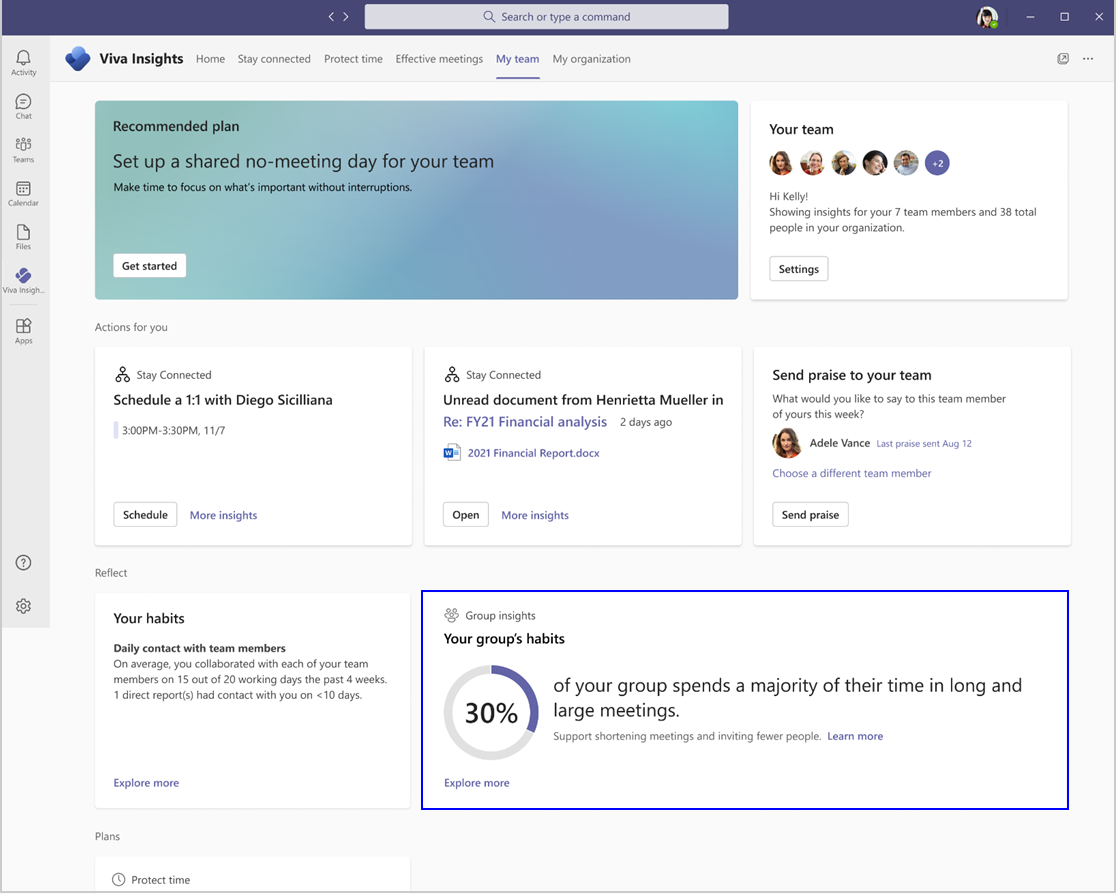 Search or type a command
Activity
Chat
Teams
Calendar
Files
Viva Insigh...
Apps
Viva Insights
Home
Stay connected
Protect time
Effective meetings
My team
My organization
Recommended plan
Set up a shared no-meeting day for your team
Make time to focus on what's important without interruptions.
Get started
Your team
+2
Hi Kelly!
Showing insights for your 7 team members and 38 total
people in your organization.
Settings
Actions for you
Stay Connected
Schedule a 1:1 with Diego Sicilliana
3:00PM-3:30PM, 11/7
Schedule
More insights
Stay Connected
Unread document from Henrietta Mueller in
Re: FY21 Financial analysis 2 days ago
2021 Financial Report.docx
Open
More insights
Send praise to your team
What would you like to say to this team member
of yours this week?
Adele Vance Last praise sent Aug 12
Choose a different team member
Send praise
Reflect
Your habits
Daily contact with team members
On average, you collaborated with each of your team
members on 15 out of 20 working days the past 4 weeks.
1 direct report(s) had contact with you on <10 days.
Explore more
Group insights
Your group's habits
30%
of your group spends a majority of their time in long and
large meetings.
Support shortening meetings and inviting fewer people. Learn more
Explore more
Plans
Protect time